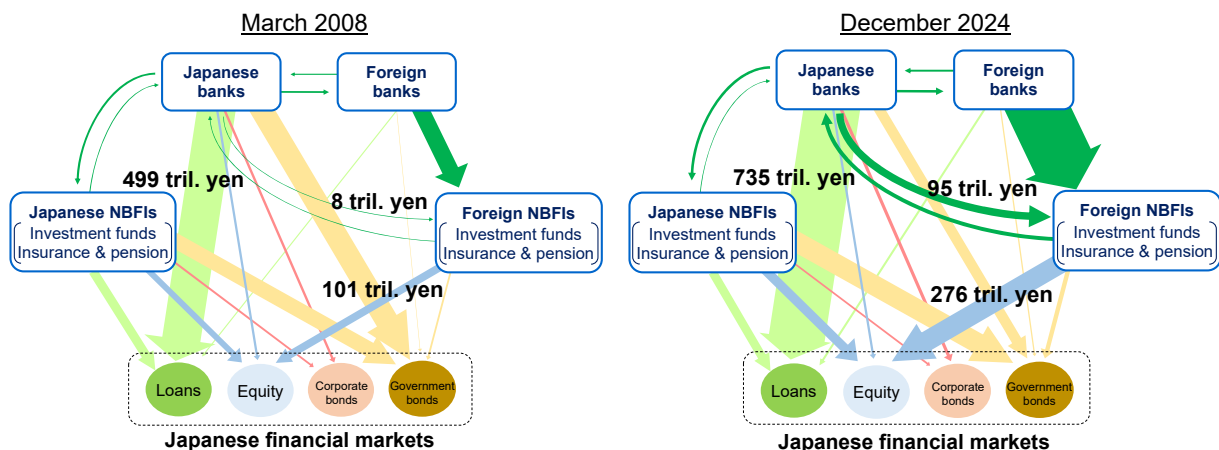 March 2008
Japanese
banks
Foreign
banks
499 tril. yen
8 tril. yen
Japanese NBFIs
Investment funds
Insurance & pension
Foreign NBFIs
Investment funds
Insurance & pension
101 tril. yen
Loans
Equity
Corporate
bonds
Government
bonds
Japanese financial markets
December 2024
Japanese
banks
Foreign
banks
735 tril. yen
95 tril. yen
Japanese NBFIs
Investment funds
Insurance & pension
Foreign NBFIs
Investment funds
Insurance & pension
276 tril. yen
Loans
Equity
Corporate
bonds
Government
bonds
Japanese financial markets